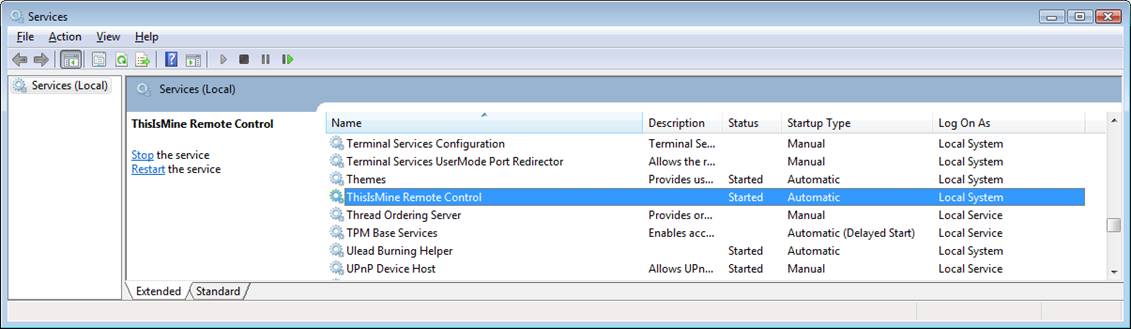 Services
File Action View Help
Services (Local)
Services (Local)
ThisIsMine Remote Control
Stop the service
Restart the service
Name Description Status Startup Type Log On As
Terminal Services Configuration Terminal Se... Manual Local System
Terminal Services UserMode Port Redirector Allows the r... Manual Local System
Themes Provides us... Started Automatic Local System
ThisIsMine Remote Control Started Automatic Local System
Thread Ordering Server Provides or... Manual Local Service
TPM Base Services Enables acc... Automatic (Delayed Start) Local Service
Ulead Burning Helper Started Automatic Local System
UPnP Device Host Allows UPn... Started Manual Local Service
Extended Standard